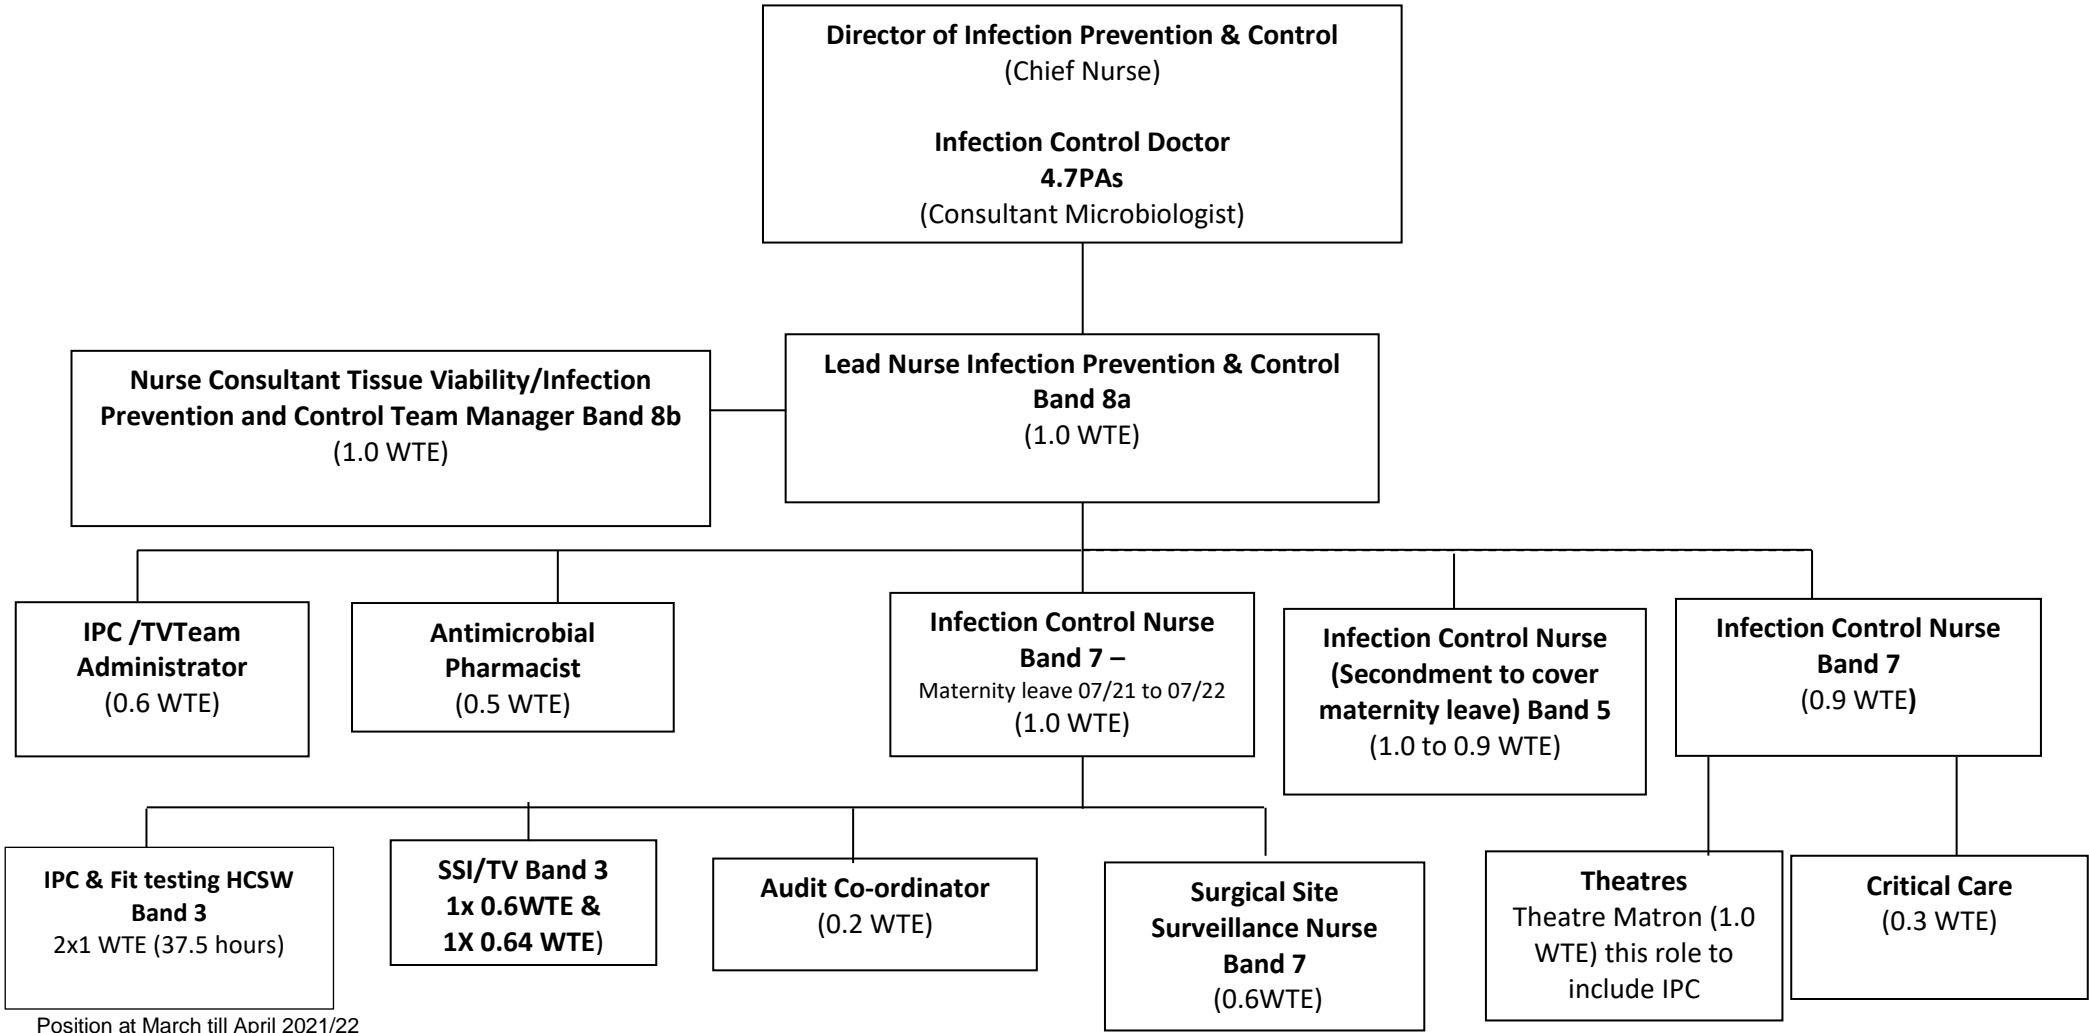 Director of Infection Prevention & Control
(Chief Nurse)
Infection Control Doctor
4.7PAs
(Consultant Microbiologist)
Nurse Consultant Tissue Viability/Infection
Prevention and Control Team Manager Band 8b
(1.0 WTE)
Lead Nurse Infection Prevention & Control
Band 8a
(1.0 WTE)
IPC /TVTeam
Administrator
(0.6 WTE)
Antimicrobial
Pharmacist
(0.5 WTE)
Infection Control Nurse
Band 7 –
Maternity leave 07/21 to 07/22
(1.0 WTE)
Infection Control Nurse
(Secondment to cover
maternity leave) Band 5
(1.0 to 0.9 WTE)
Infection Control Nurse
Band 7
(0.9 WTE)
IPC & Fit testing HCSW
Band 3
2x1 WTE (37.5 hours)
SSI/TV Band 3
1x 0.6WTE &
1X 0.64 WTE)
Audit Co-ordinator
(0.2 WTE)
Surgical Site
Surveillance Nurse
Band 7
(0.6WTE)
Theatres
Theatre Matron (1.0
WTE) this role to
include IPC
Critical Care
(0.3 WTE)
Position at March till April 2021/22